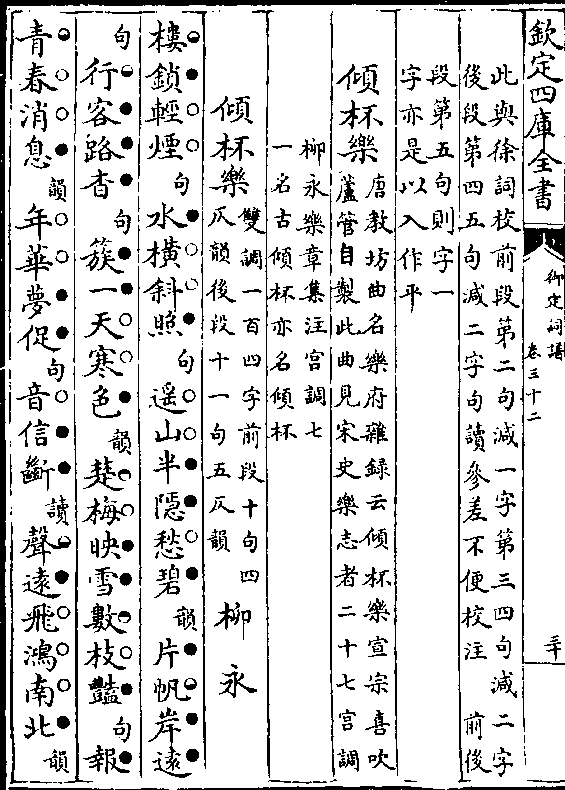 欽定四庫全書
御定詞譜
卷三十二
此與徐詞校前段第二句減一字第三四句減二字
後段第四五句減二字句讀參差不便校注 前後
段第五句則字一
字亦是以入作平
傾杯樂
唐教坊曲名樂府雜録云傾杯樂宣宗喜吹
蘆管自製此曲見宋史樂志者二十七宮調
柳永樂章集注宮調七
一名古傾杯亦名傾杯
傾杯樂
雙調一百四字前段十句四
仄韻後段十一句五仄韻
柳永
樓鎖輕煙句水橫斜照句遥山半隱愁碧韻片帆岸遠
句行客路杳句簇一天寒色韻楚梅映雪數枝豔句報
青春消息韻年華夢促句音信斷讀聲遠飛鴻南北韻